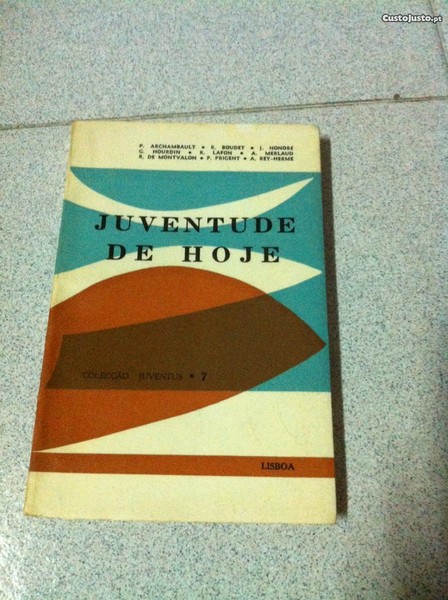 CustoJusto.pt
P. ARCHAMBAULT • R. BOUDET • J. HONORE
G. HOURDIN • R. LAFON • A. MERLAUD
R. DE MONTVALON • P. PRIGENT • A. REY-HERME
JUVENTUDE
DE HOJE
COLECÇÃO JUVENTUS • 7
LISBOA